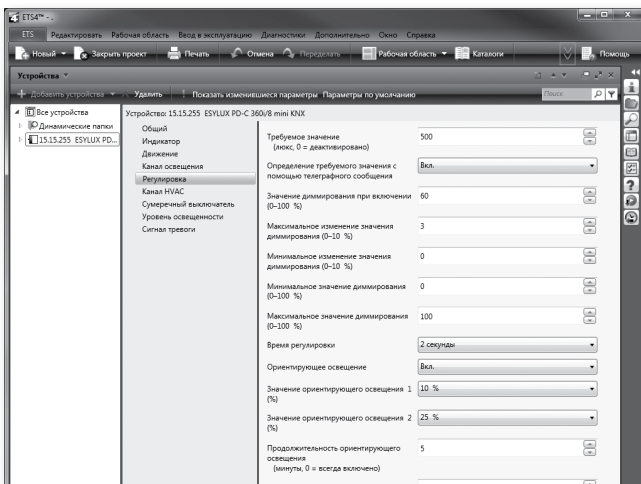 ETS4™ - .
ETS Редактировать Рабочая область Ввод в эксплуатацию Диагностики Дополнительно Окно Справка
Новый Закрыть проект Печать Отмена Переделать Рабочая область Каталоги Помощь
Устройства
Добавить устройства Удалить Показать изменившиеся параметры Параметры по умолчанию Поиск
Все устройства
Динамические папки
15.15.255 ESYLUX PD...
Устройство: 15.15.255 ESYLUX PD-C 360i/8 mini KNX
Общий
Индикатор
Движение
Канал освещения
Регулировка
Канал HVAC
Сумеречный выключатель
Уровень освещенности
Сигнал тревоги
Требуемое значение 500
(люкс, 0 = деактивировано)
Определение требуемого значения с Вкл.
помощью телеграфного сообщения
Значение диммирования при включении 60
(0–100 %)
Максимальное изменение значения 3
диммирования (0–10 %)
Минимальное изменение значения 0
диммирования (0–10 %)
Минимальное значение диммирования 0
(0–100 %)
Максимальное значение диммирования 100
(0–100 %)
Время регулировки 2 секунды
Ориентирующее освещение Вкл.
Значение ориентирующего освещения 1 10 %
(%)
Значение ориентирующего освещения 2 25 %
(%)
Продолжительность ориентирующего 5
освещения
(минуты, 0 = всегда включено)